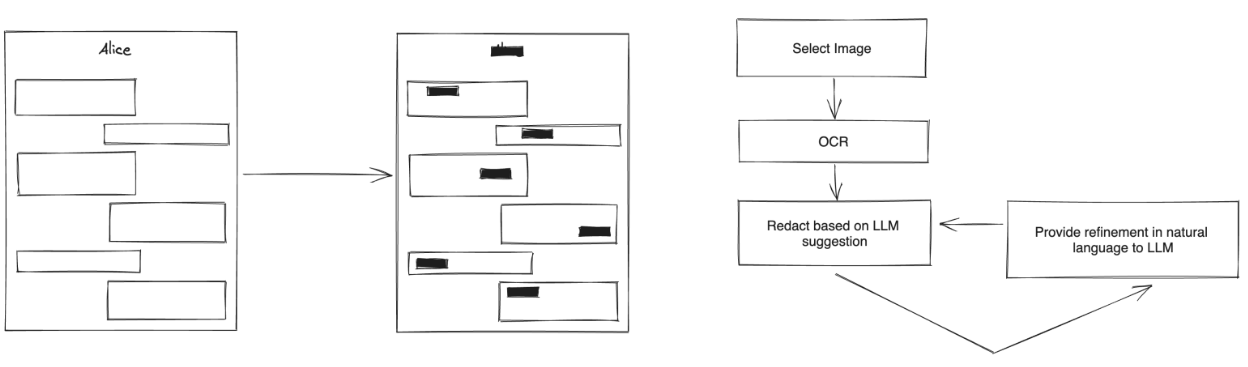 Alice
Select Image
OCR
Redact based on LLM
suggestion
Provide refinement in natural
language to LLM